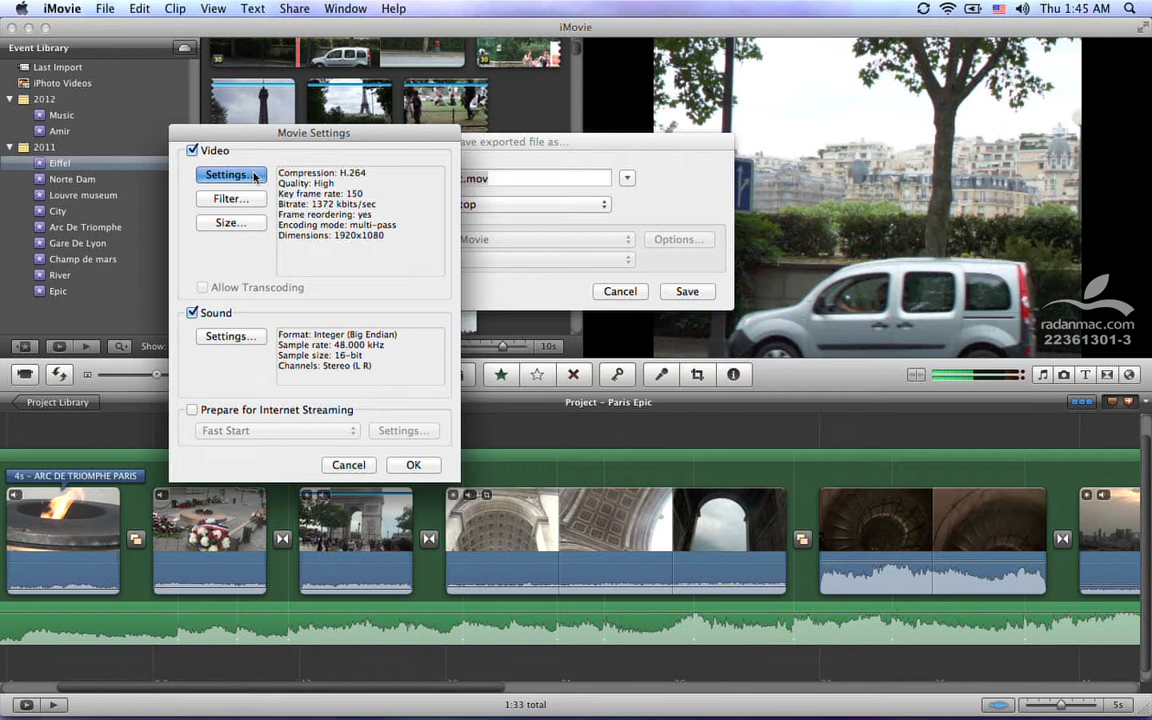 iMovie File Edit Clip View Text Share Window Help
Thu 1:45 AM
iMovie
Event Library
Last Import
iPhoto Videos
2012
Music
Amir
2011
Eiffel
Norte Dam
Louvre museum
City
Arc De Triomphe
Gare De Lyon
Champ de mars
River
Epic
Show:
30
30
10s
Movie Settings
Video
Settings...
Filter...
Size...
Compression: H.264
Quality: High
Key frame rate: 150
Bitrate: 1372 kbits/sec
Frame reordering: yes
Encoding mode: multi-pass
Dimensions: 1920x1080
Allow Transcoding
Sound
Settings...
Format: Integer (Big Endian)
Sample rate: 48.000 kHz
Sample size: 16-bit
Channels: Stereo (L R)
Prepare for Internet Streaming
Fast Start
Settings...
Cancel
OK
ave exported file as...
.mov
top
Movie
Options...
Cancel
Save
radanmac.com
22361301-3
Project Library
Project - Paris Epic
4s - ARC DE TRIOMPHE PARIS
1:33 total
5s